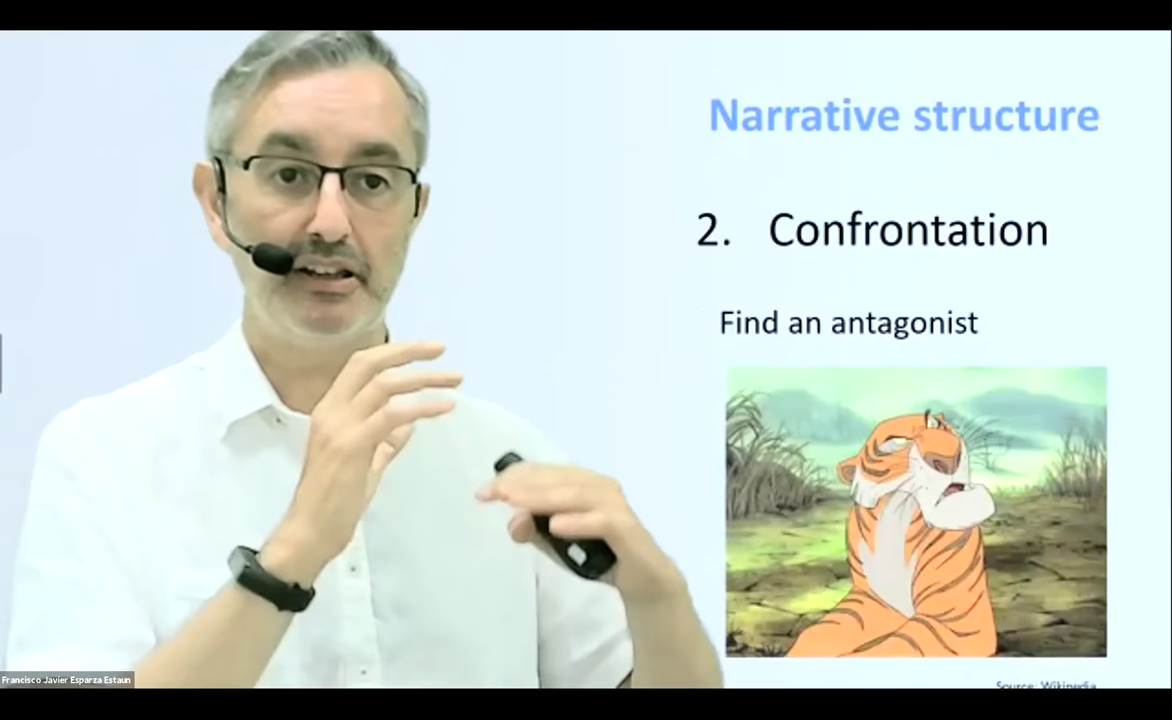 Narrative structure
2. Confrontation
Find an antagonist
Source: Wikipedia
Francisco Javier Esparza Estaun